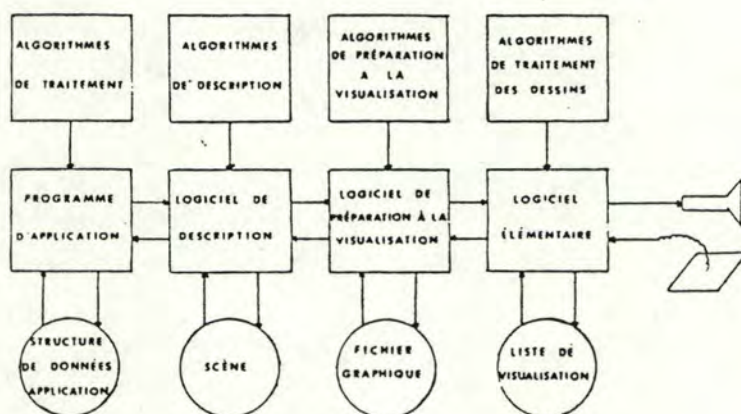 ALGORITHMES
DE TRAITEMENT
ALGORITHMES
DE DESCRIPTION
ALGORITHMES
DE PRÉPARATION
A LA
VISUALISATION
ALGORITHMES
DE TRAITEMENT
DES DESSINS
PROGRAMME
D'APPLICATION
LOGICIEL DE
DESCRIPTION
LOGICIEL DE
PRÉPARATION À LA
VISUALISATION
LOGICIEL
ÉLÉMENTAIRE
STRUCTURE
DE DONNÉES
APPLICATION
SCÈNE
FICHIER
GRAPHIQUE
LISTE DE
VISUALISATION